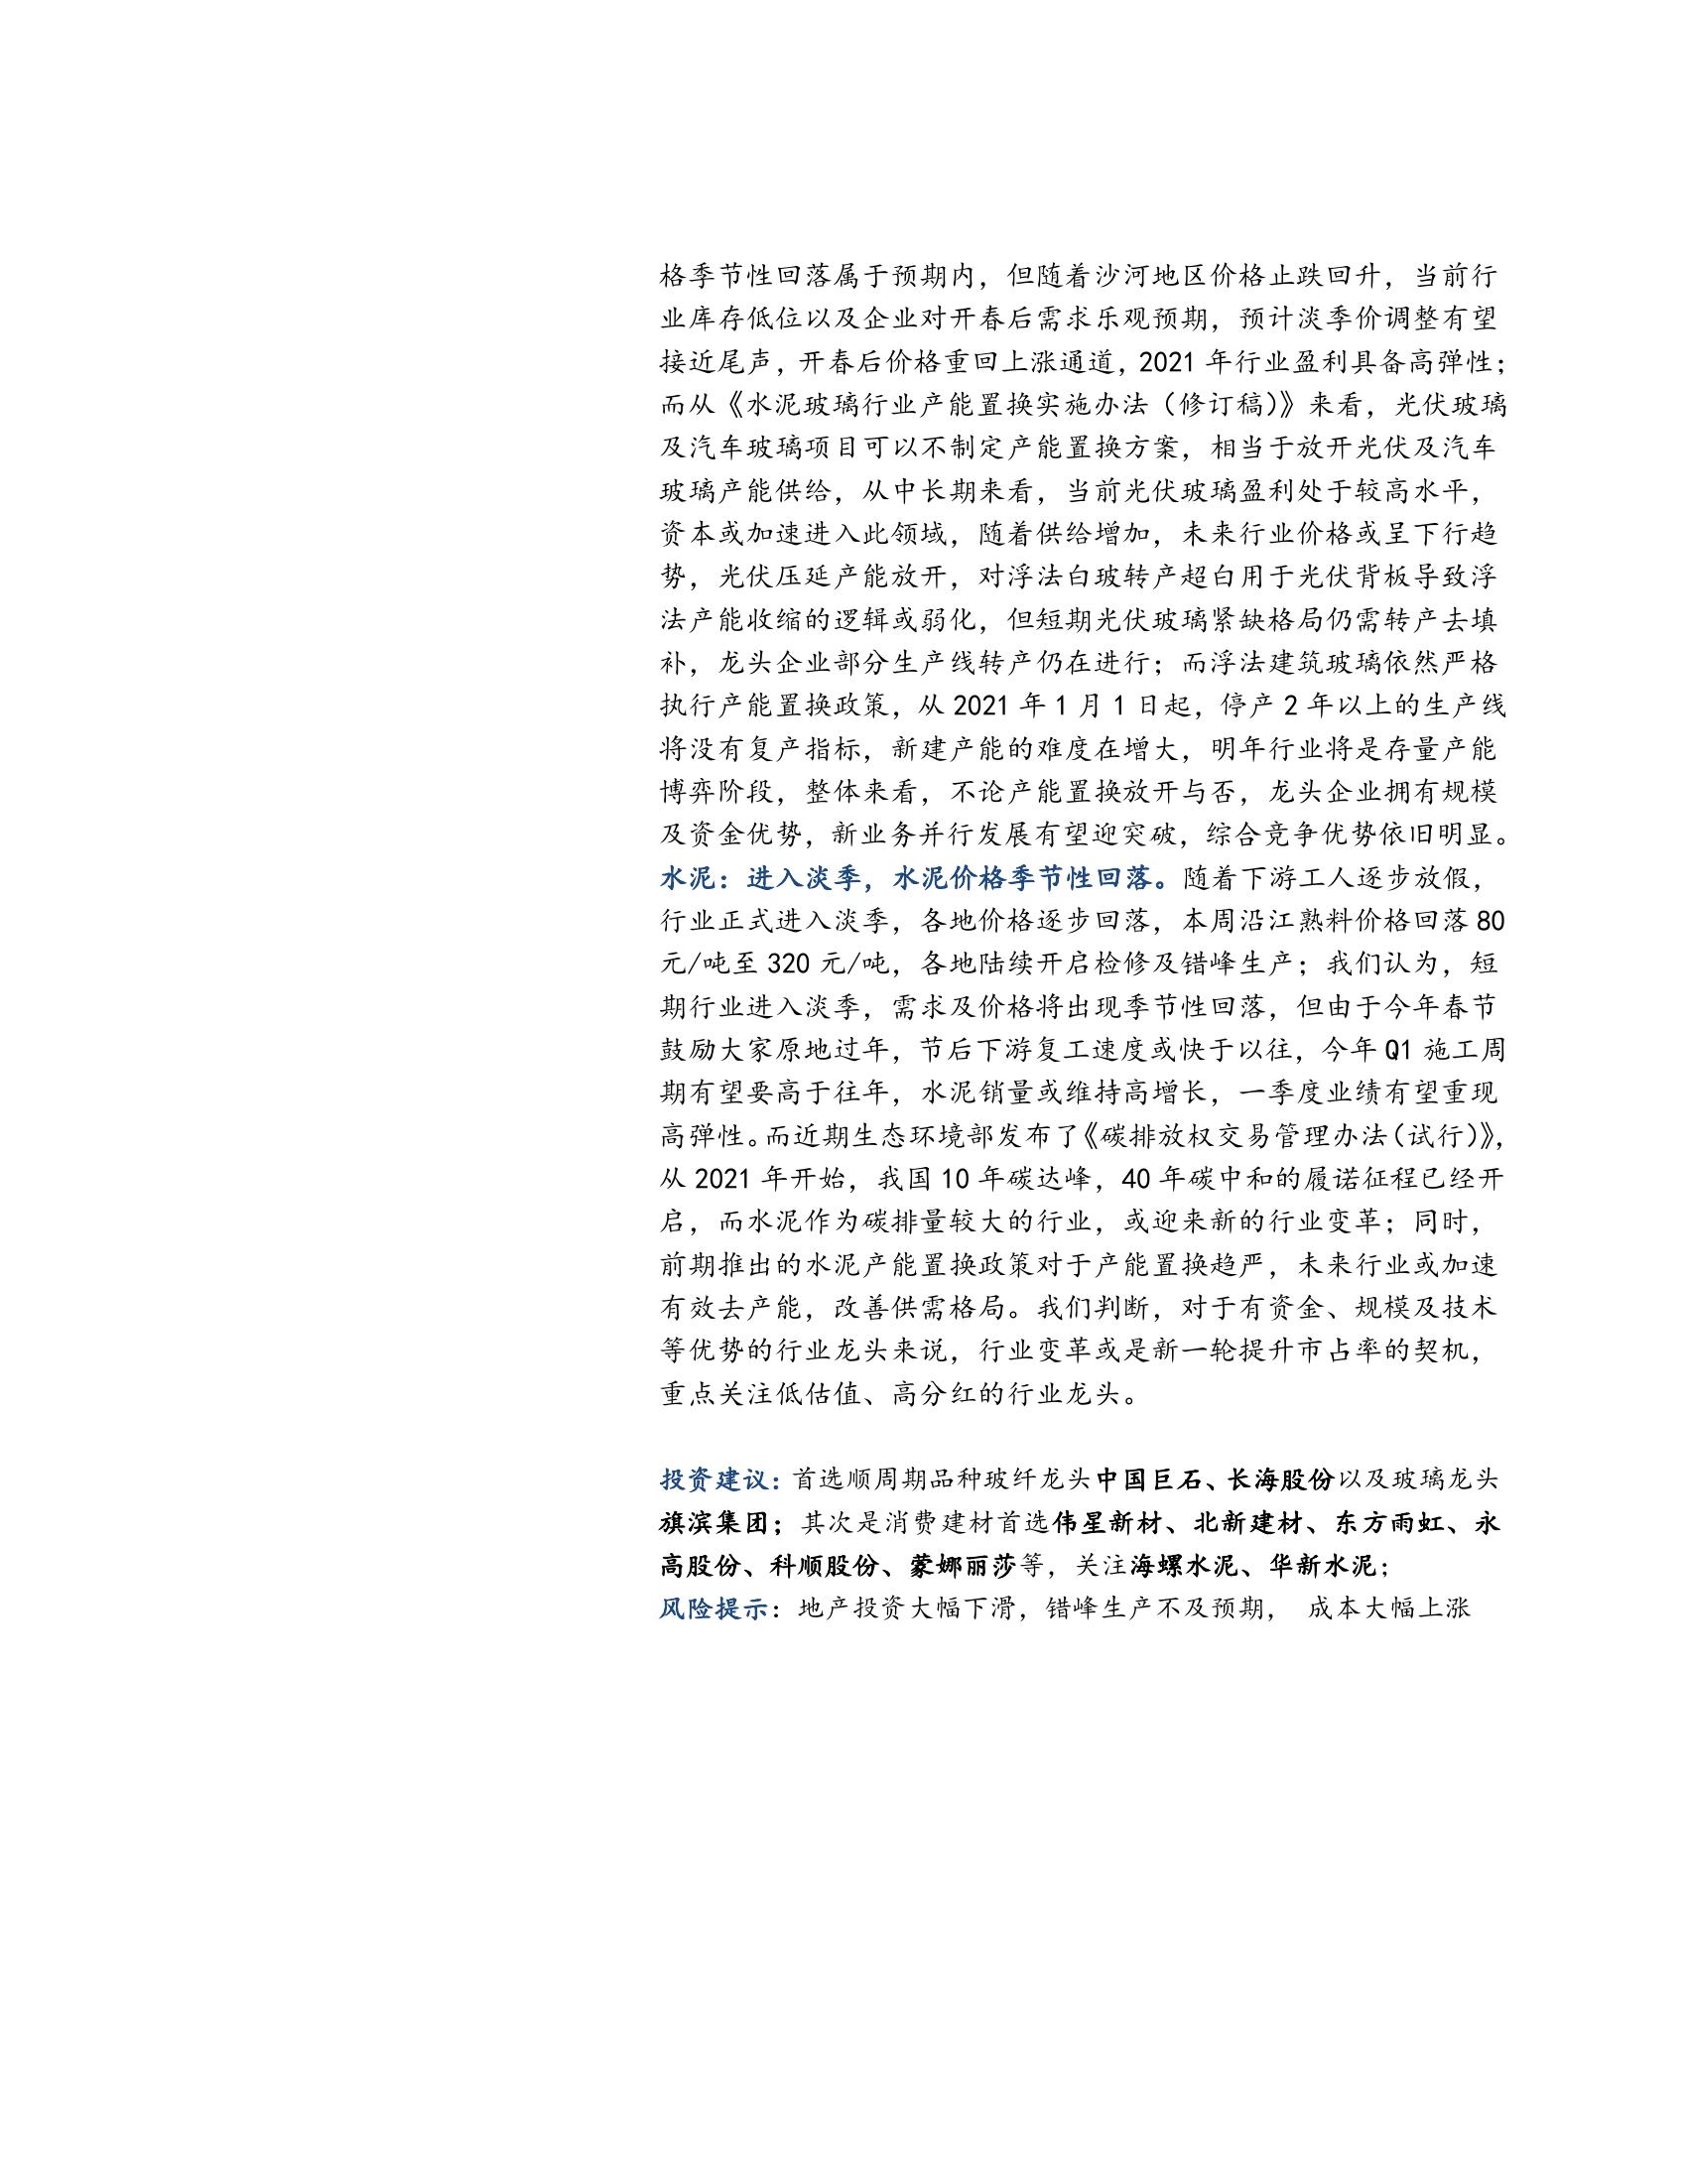 格季节性回落属于预期内，但随着沙河地区价格止跌回升，当前行
业库存低位以及企业对开春后需求乐观预期，预计淡季价调整有望
接近尾声，开春后价格重回上涨通道，2021 年行业盈利具备高弹性；
而从《水泥玻璃行业产能置换实施办法（修订稿）》来看，光伏玻璃
及汽车玻璃项目可以不制定产能置换方案，相当于放开光伏及汽车
玻璃产能供给，从中长期来看，当前光伏玻璃盈利处于较高水平，
资本或加速进入此领域，随着供给增加，未来行业价格或呈下行趋
势，光伏压延产能放开，对浮法白玻转产超白用于光伏背板导致浮
法产能收缩的逻辑或弱化，但短期光伏玻璃紧缺格局仍需转产去填
补，龙头企业部分生产线转产仍在进行；而浮法建筑玻璃依然严格
执行产能置换政策，从 2021 年 1 月 1 日起，停产 2 年以上的生产线
将没有复产指标，新建产能的难度在增大，明年行业将是存量产能
博弈阶段，整体来看，不论产能置换放开与否，龙头企业拥有规模
及资金优势，新业务并行发展有望迎突破，综合竞争优势依旧明显。
水泥：进入淡季，水泥价格季节性回落。随着下游工人逐步放假，
行业正式进入淡季，各地价格逐步回落，本周沿江熟料价格回落 80
元/吨至 320 元/吨，各地陆续开启检修及错峰生产；我们认为，短
期行业进入淡季，需求及价格将出现季节性回落，但由于今年春节
鼓励大家原地过年，节后下游复工速度或快于以往，今年 Q1 施工周
期有望要高于往年，水泥销量或维持高增长，一季度业绩有望重现
高弹性。而近期生态环境部发布了《碳排放权交易管理办法（试行）》，
从 2021 年开始，我国 10 年碳达峰，40 年碳中和的履诺征程已经开
启，而水泥作为碳排量较大的行业，或迎来新的行业变革；同时，
前期推出的水泥产能置换政策对于产能置换趋严，未来行业或加速
有效去产能，改善供需格局。我们判断，对于有资金、规模及技术
等优势的行业龙头来说，行业变革或是新一轮提升市占率的契机，
重点关注低估值、高分红的行业龙头。
投资建议：首选顺周期品种玻纤龙头中国巨石、长海股份以及玻璃龙头
旗滨集团；其次是消费建材首选伟星新材、北新建材、东方雨虹、永
高股份、科顺股份、蒙娜丽莎等，关注海螺水泥、华新水泥；
风险提示：地产投资大幅下滑，错峰生产不及预期， 成本大幅上涨